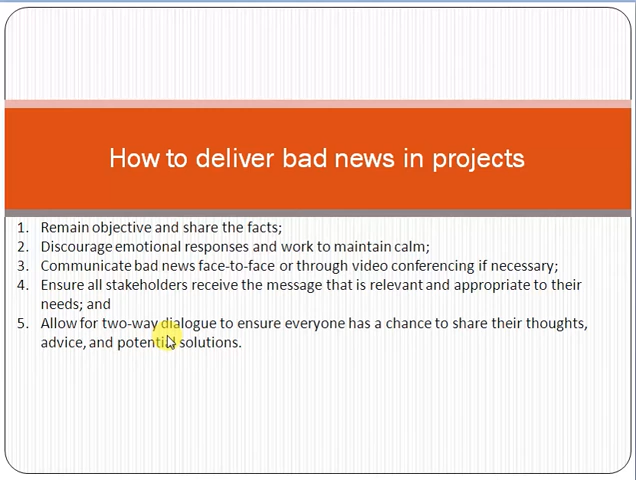 How to deliver bad news in projects
1. Remain objective and share the facts;
2. Discourage emotional responses and work to maintain calm;
3. Communicate bad news face-to-face or through video conferencing if necessary;
4. Ensure all stakeholders receive the message that is relevant and appropriate to their
needs; and
5. Allow for two-way dialogue to ensure everyone has a chance to share their thoughts,
advice, and potential solutions.